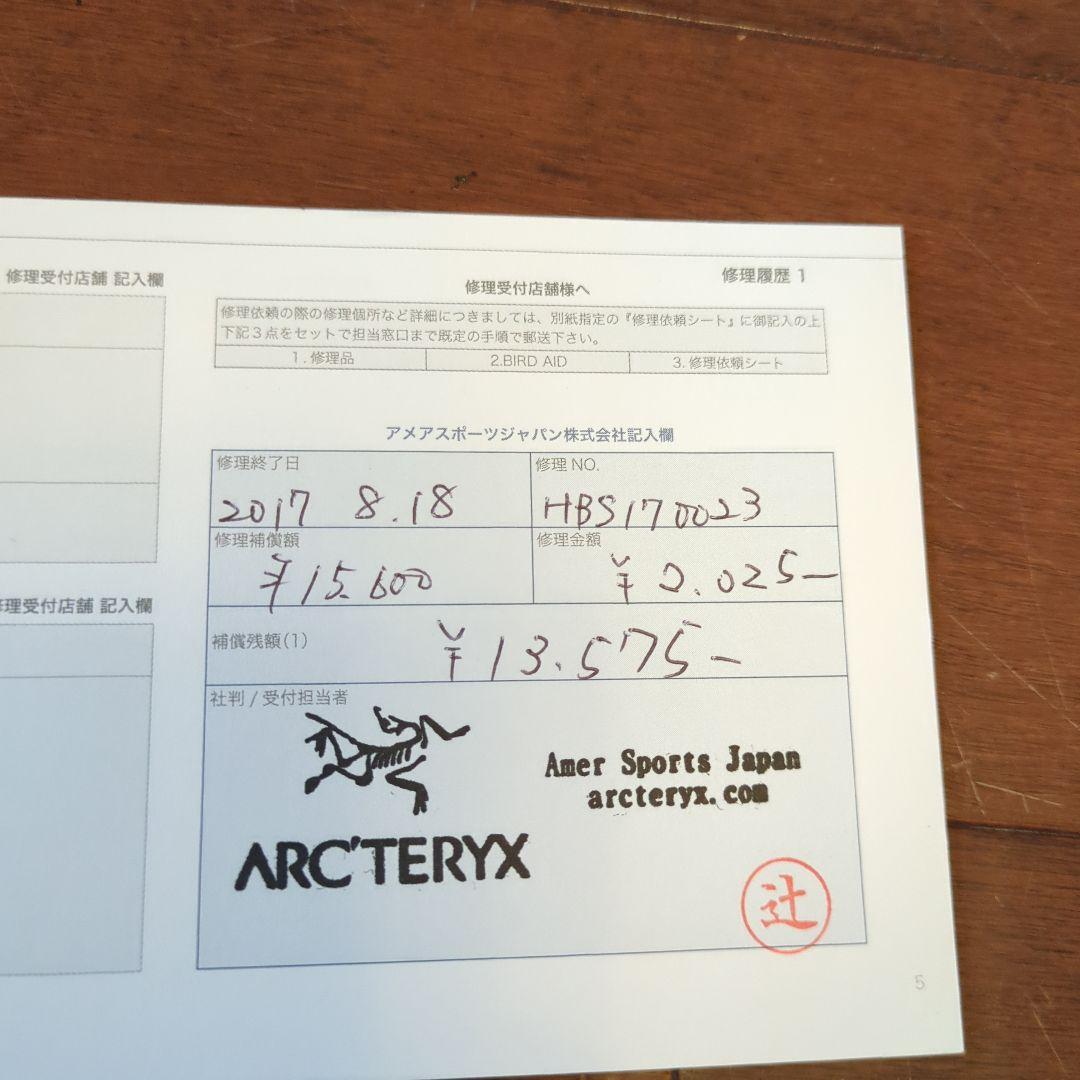 修理受付店舗 記入欄
修理履歴 1
修理受付店舗様へ
修理依頼の際の修理個所など詳細につきましては、別紙指定の『修理依頼シート』に御記入の上
下記３点をセットで担当窓口まで既定の手順で郵送下さい。
1. 修理品
2.BIRD AID
3. 修理依頼シート
アメアスポーツジャパン株式会社記入欄
修理終了日
2017 8.18
修理 NO.
HBS170023
修理補償額
¥15.600
修理金額
¥2.025-
修理受付店舗 記入欄
補償残額(1)
¥13.575-
社判 / 受付担当者
Amer Sports Japan
arcteryx.com
ARC'TERYX
辻
5